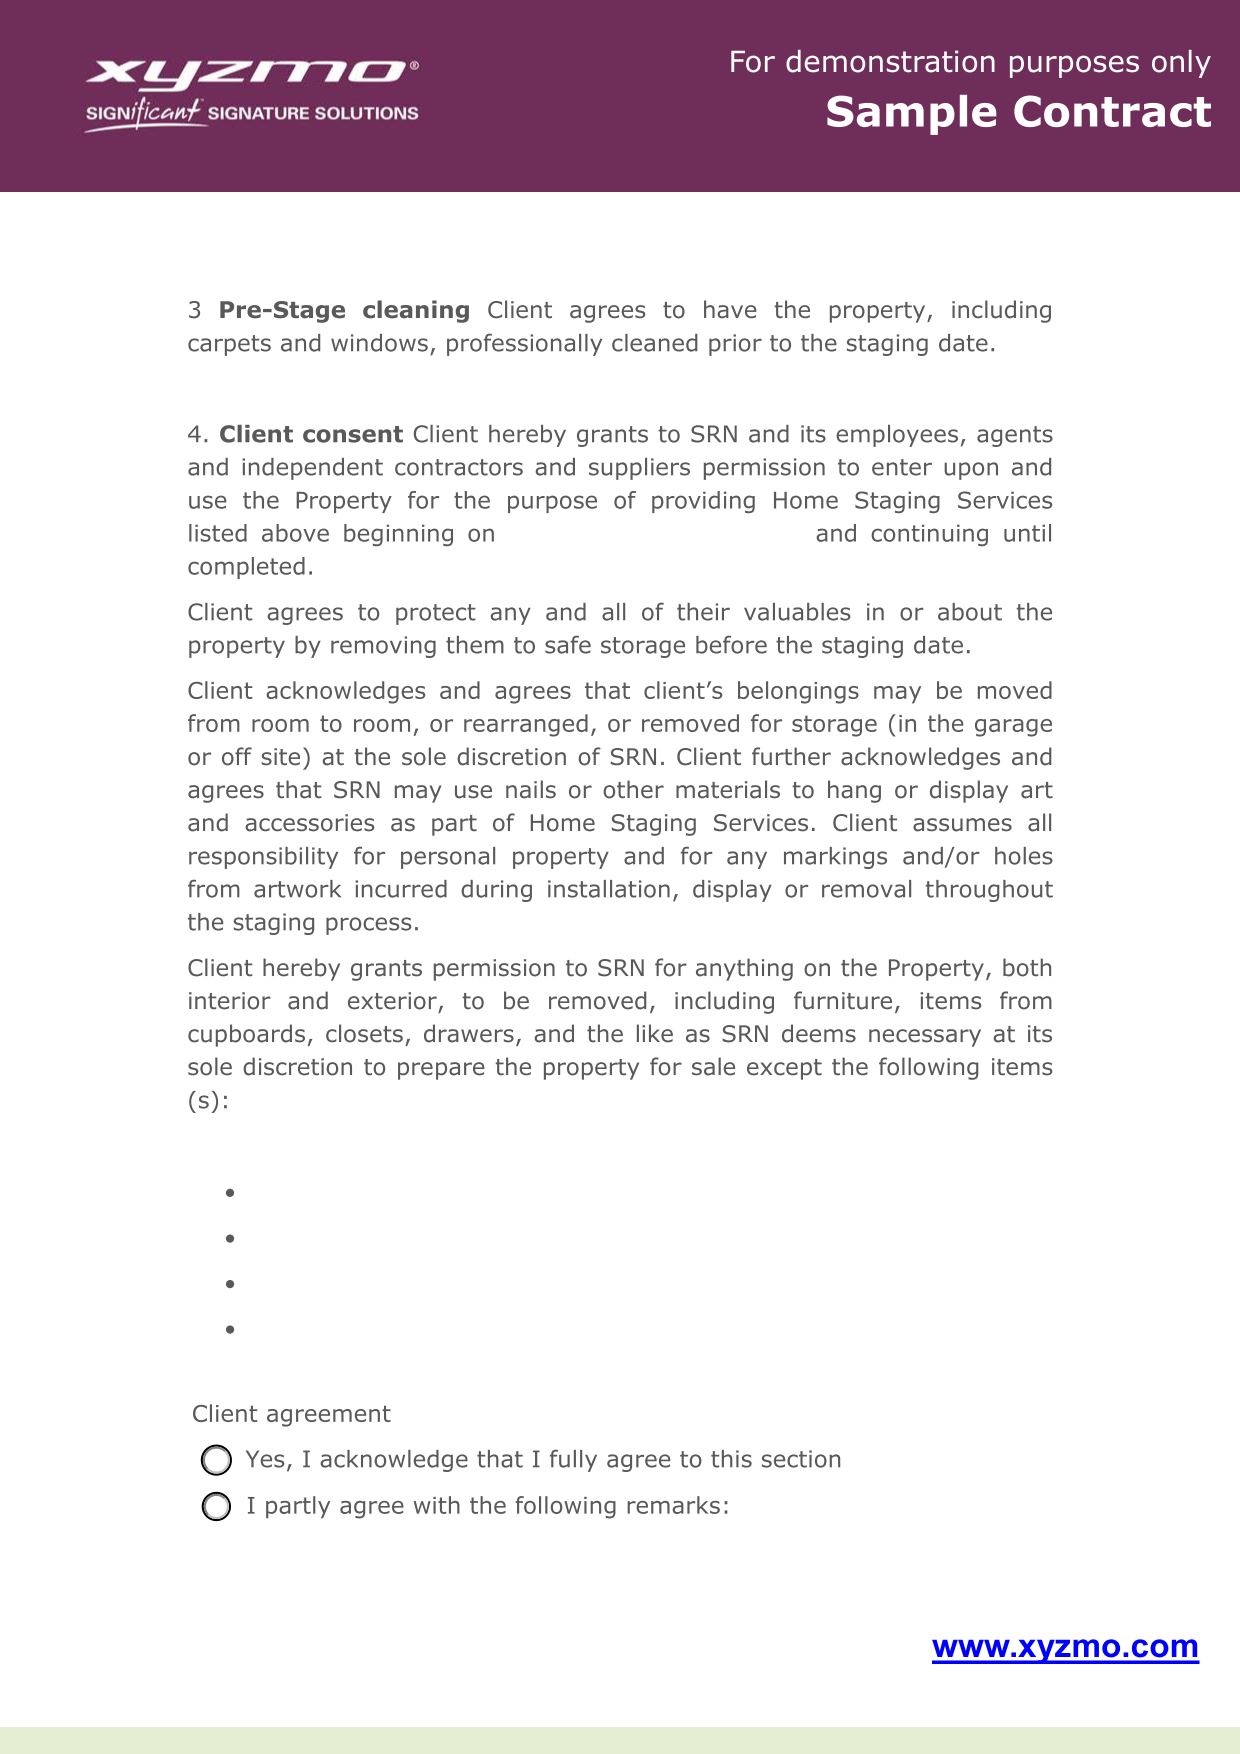 xyzmo®
SIGNificant™ SIGNATURE SOLUTIONS
For demonstration purposes only
Sample Contract
3 Pre-Stage cleaning Client agrees to have the property, including
carpets and windows, professionally cleaned prior to the staging date.
4. Client consent Client hereby grants to SRN and its employees, agents
and independent contractors and suppliers permission to enter upon and
use the Property for the purpose of providing Home Staging Services
listed above beginning on and continuing until
completed.
Client agrees to protect any and all of their valuables in or about the
property by removing them to safe storage before the staging date.
Client acknowledges and agrees that client’s belongings may be moved
from room to room, or rearranged, or removed for storage (in the garage
or off site) at the sole discretion of SRN. Client further acknowledges and
agrees that SRN may use nails or other materials to hang or display art
and accessories as part of Home Staging Services. Client assumes all
responsibility for personal property and for any markings and/or holes
from artwork incurred during installation, display or removal throughout
the staging process.
Client hereby grants permission to SRN for anything on the Property, both
interior and exterior, to be removed, including furniture, items from
cupboards, closets, drawers, and the like as SRN deems necessary at its
sole discretion to prepare the property for sale except the following items
(s):
•
•
•
•
Client agreement
Yes, I acknowledge that I fully agree to this section
I partly agree with the following remarks:
www.xyzmo.com